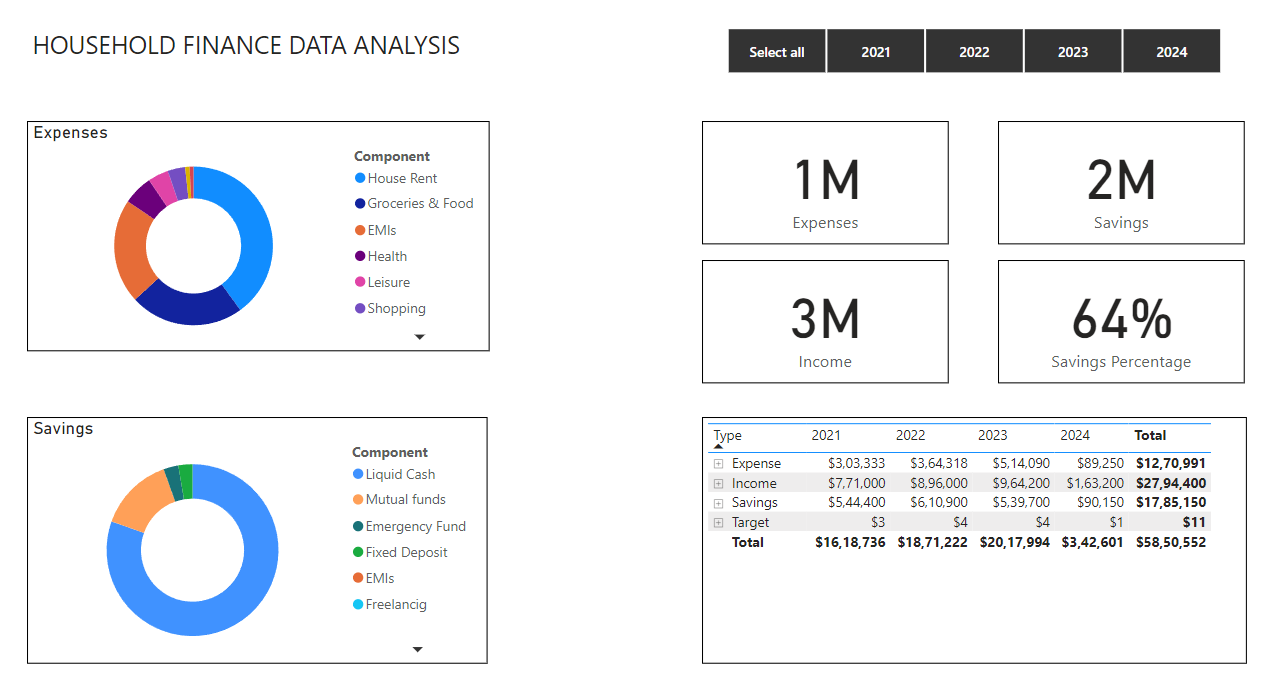 HOUSEHOLD FINANCE DATA ANALYSIS
Select all 2021 2022 2023 2024
Expenses
Component
House Rent
Groceries & Food
EMIs
Health
Leisure
Shopping
1M
Expenses
2M
Savings
3M
Income
64%
Savings Percentage
Savings
Component
Liquid Cash
Mutual funds
Emergency Fund
Fixed Deposit
EMIs
Freelancig
Type 2021 2022 2023 2024 Total
Expense $3,03,333 $3,64,318 $5,14,090 $89,250 $12,70,991
Income $7,71,000 $8,96,000 $9,64,200 $1,63,200 $27,94,400
Savings $5,44,400 $6,10,900 $5,39,700 $90,150 $17,85,150
Target $3 $4 $4 $1 $11
Total $16,18,736 $18,71,222 $20,17,994 $3,42,601 $58,50,552